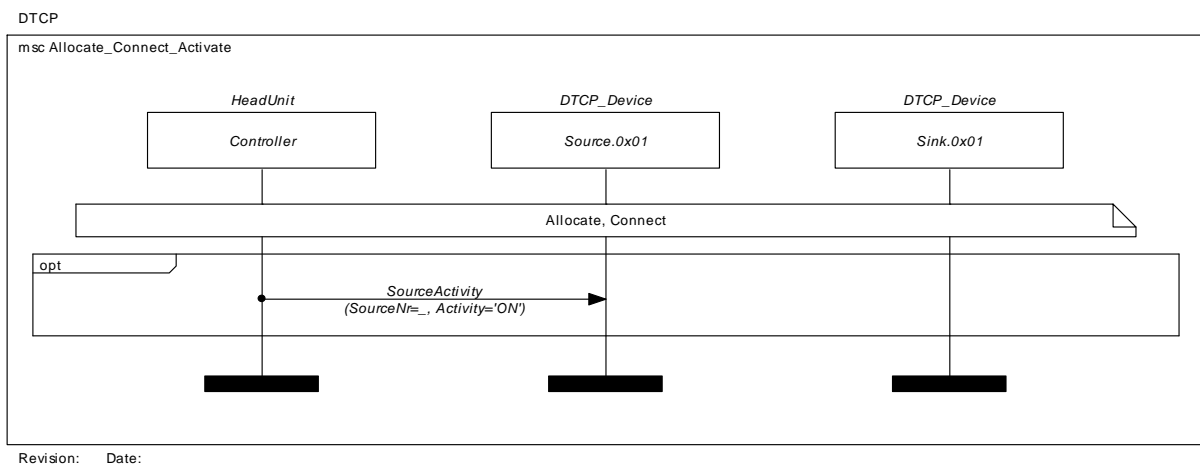 DTCP
msc Allocate_Connect_Activate
HeadUnit DTCP_Device DTCP_Device
Controller Source.0x01 Sink.0x01
Allocate, Connect
opt
SourceActivity
(SourceNr=_, Activity='ON')
Revision: Date: